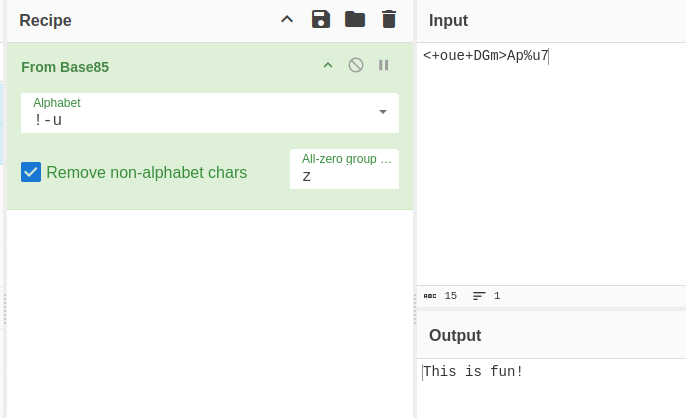 Recipe
From Base85
Alphabet
!-u
Remove non-alphabet chars
All-zero group ...
z
Input
<+oue+DGm>Ap%u7
ABC 15 1
Output
This is fun!